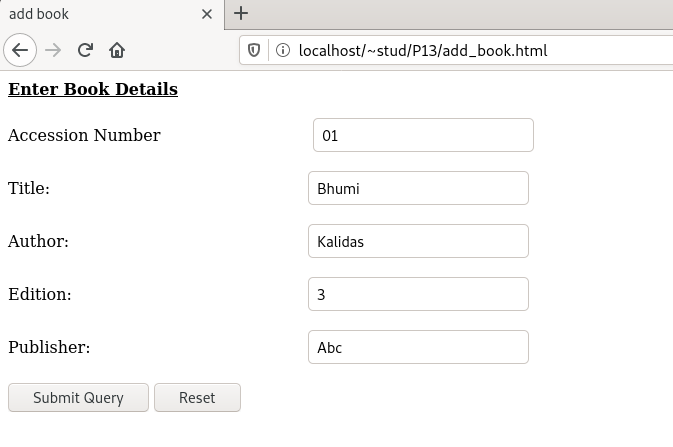 add book
localhost/~stud/P13/add_book.html
Enter Book Details
Accession Number 01
Title: Bhumi
Author: Kalidas
Edition: 3
Publisher: Abc
Submit Query Reset